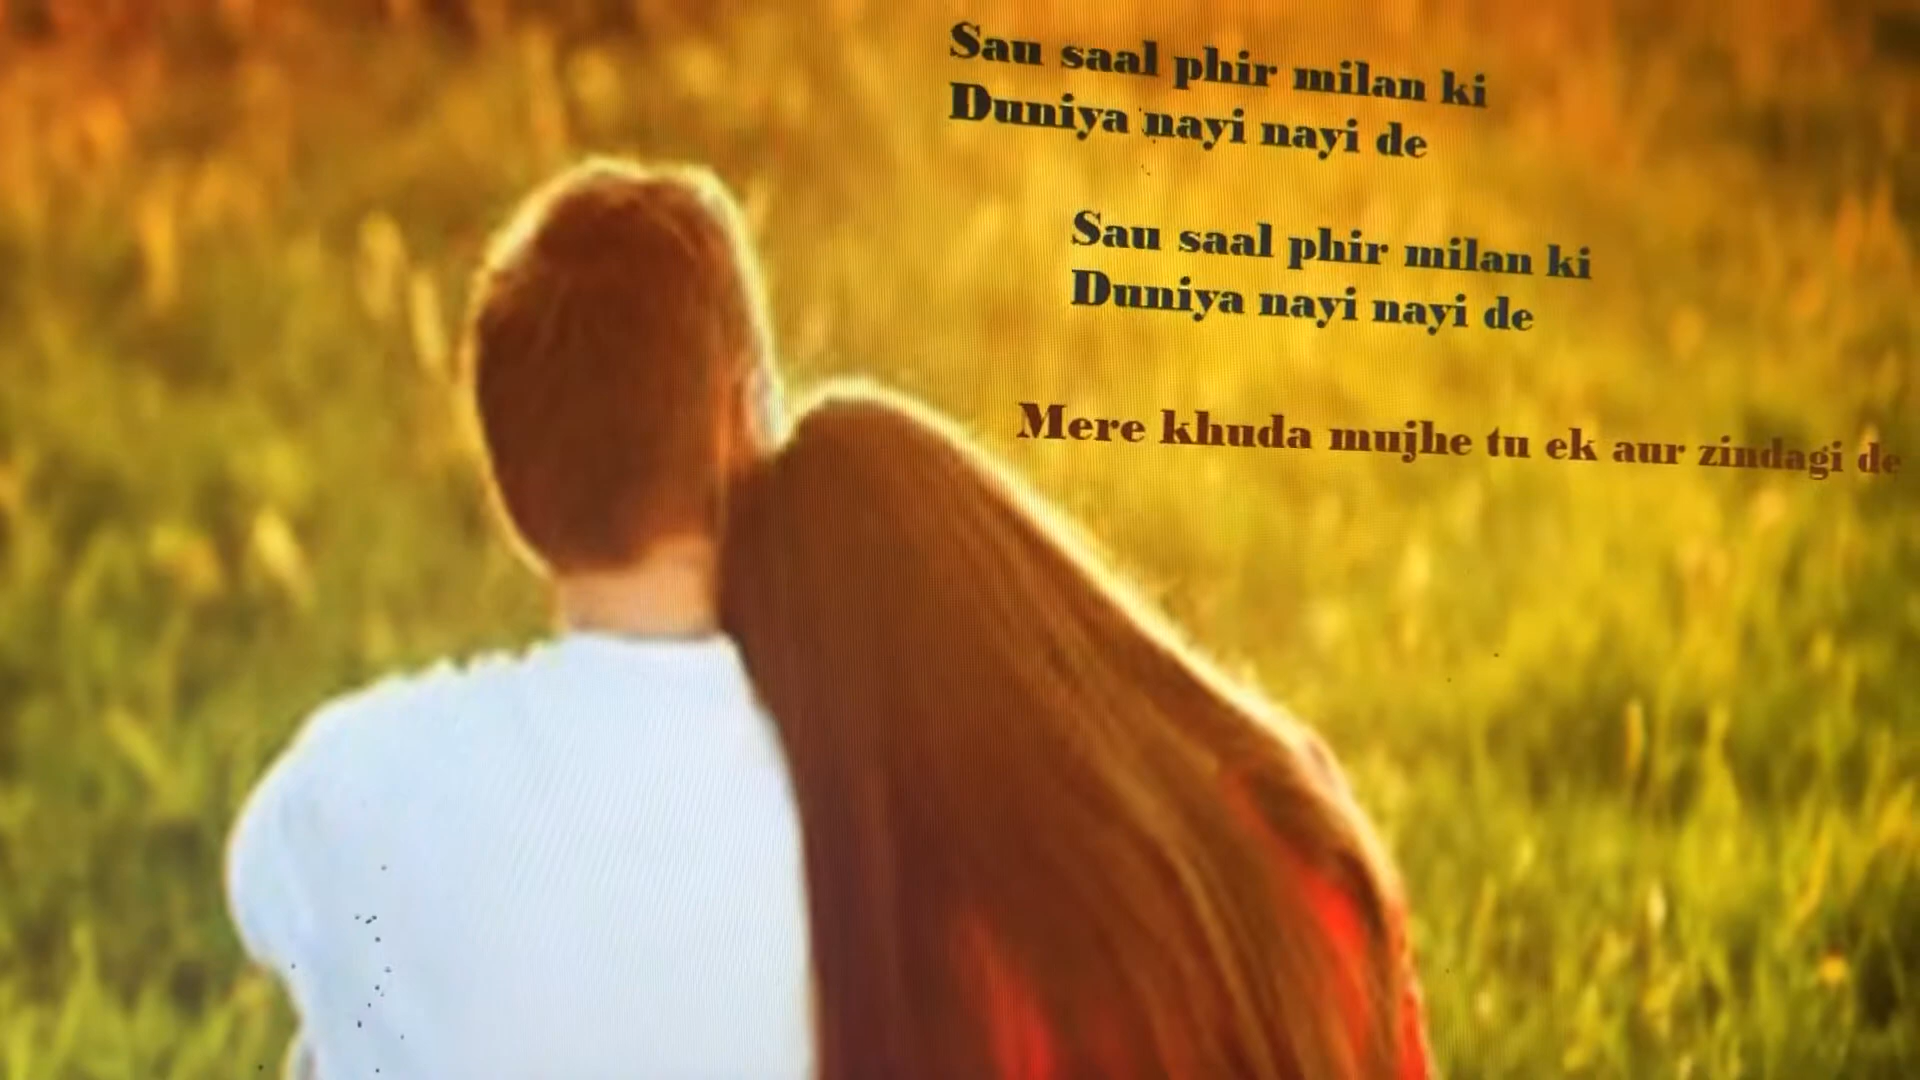 Sau saal phir milan ki
Duniya nayi nayi de
Sau saal phir milan ki
Duniya nayi nayi de
Mere khuda mujhe tu ek aur zindagi de